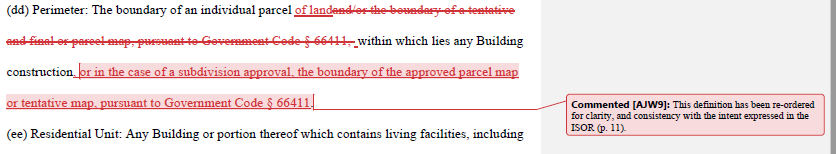 (dd) Perimeter: The boundary of an individual parcel of landand/or the boundary of a tentative
and final or parcel map, pursuant to Government Code § 66411, within which lies any Building
construction, or in the case of a subdivision approval, the boundary of the approved parcel map
or tentative map, pursuant to Government Code § 66411.
Commented [AJW9]: This definition has been re-ordered
for clarity, and consistency with the intent expressed in the
ISOR (p. 11).
(ee) Residential Unit: Any Building or portion thereof which contains living facilities, including